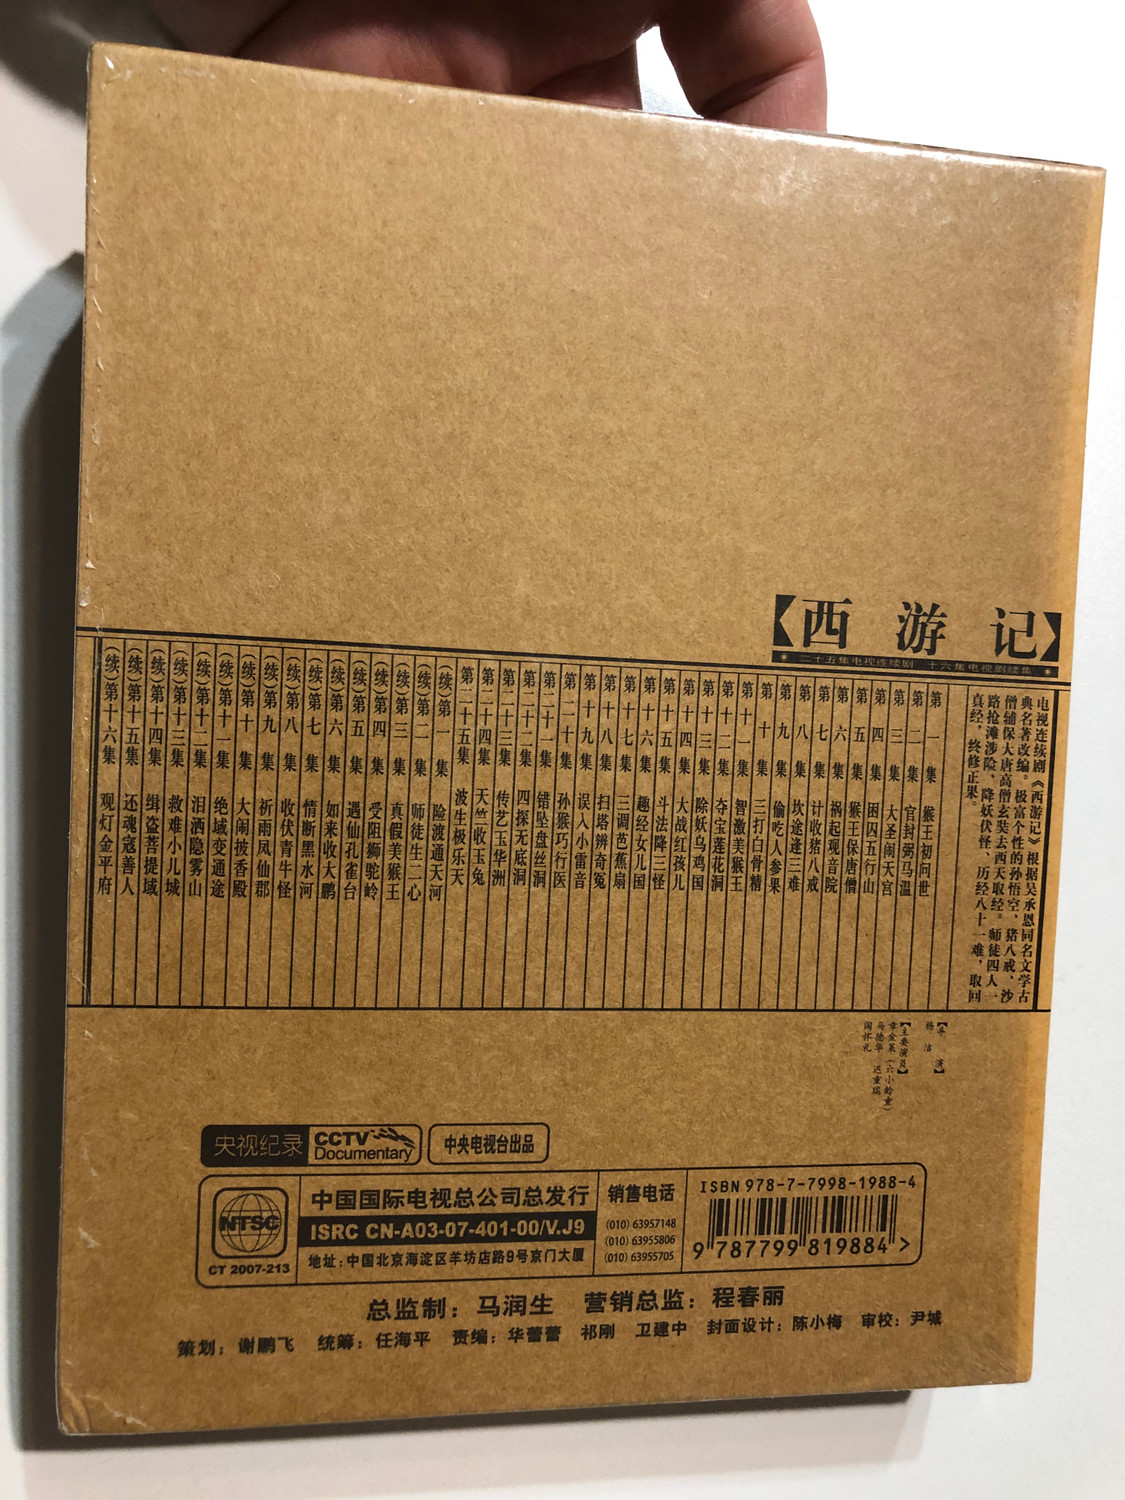 【西 游 记】
二十五集电视连续剧 十六集电视剧续集
电视连续剧《西游记》根据吴承恩同名文学古
典名著改编。极富个性的孙悟空、猪八戒、沙
僧辅保大唐高僧玄奘去西天取经。师徒四人一
路抢滩涉险、降妖伏怪、历经八十一难，取回
真经，终修正果。
第一集 猴王初问世
第二集 官封弼马温
第三集 大圣闹天宫
第四集 困囚五行山
第五集 猴王保唐僧
第六集 祸起观音院
第七集 计收猪八戒
第八集 坎途逢三难
第九集 偷吃人参果
第十集 三打白骨精
第十一集 智激美猴王
第十二集 夺宝莲花洞
第十三集 除妖乌鸡国
第十四集 大战红孩儿
第十五集 斗法降三怪
第十六集 趣经女儿国
第十七集 三调芭蕉扇
第十八集 扫塔辨奇冤
第十九集 误入小雷音
第二十集 孙猴巧行医
第二十一集 错坠盘丝洞
第二十二集 四探无底洞
第二十三集 传艺玉华洲
第二十四集 天竺收玉兔
第二十五集 波生极乐天
（续）第一集 险渡通天河
（续）第二集 师徒生二心
（续）第三集 真假美猴王
（续）第四集 受阻狮驼岭
（续）第五集 遇仙孔雀台
（续）第六集 如来收大鹏
（续）第七集 情断黑水河
（续）第八集 收伏青牛怪
（续）第九集 祈雨凤仙郡
（续）第十集 大闹披香殿
（续）第十一集 绝域变通途
（续）第十二集 泪洒隐雾山
（续）第十三集 救难小儿城
（续）第十四集 缉盗菩提域
（续）第十五集 还魂寇善人
（续）第十六集 观灯金平府
【导 演】
杨 洁
【主要演员】
章金莱（六小龄童）
马德华 迟重瑞
闫怀礼
央视纪录 CCTV Documentary
中央电视台出品
NTSC
CT 2007-213
中国国际电视总公司总发行
ISRC CN-A03-07-401-00/V.J9
地址：中国北京海淀区羊坊店路9号京门大厦
销售电话
(010) 63957148
(010) 63955806
(010) 63955705
ISBN 978-7-7998-1988-4
9 787799 819884 >
总监制：马润生 营销总监：程春丽
策划：谢鹏飞 统筹：任海平 责编：华蕾蕾 祁刚 卫建中 封面设计：陈小梅 审校：尹城